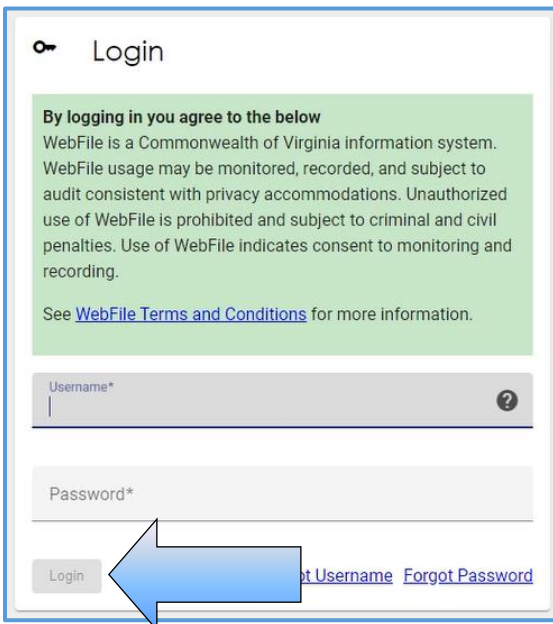 Login
By logging in you agree to the below
WebFile is a Commonwealth of Virginia information system.
WebFile usage may be monitored, recorded, and subject to
audit consistent with privacy accommodations. Unauthorized
use of WebFile is prohibited and subject to criminal and civil
penalties. Use of WebFile indicates consent to monitoring and
recording.
See WebFile Terms and Conditions for more information.
Username*
Password*
Login Username Forgot Password